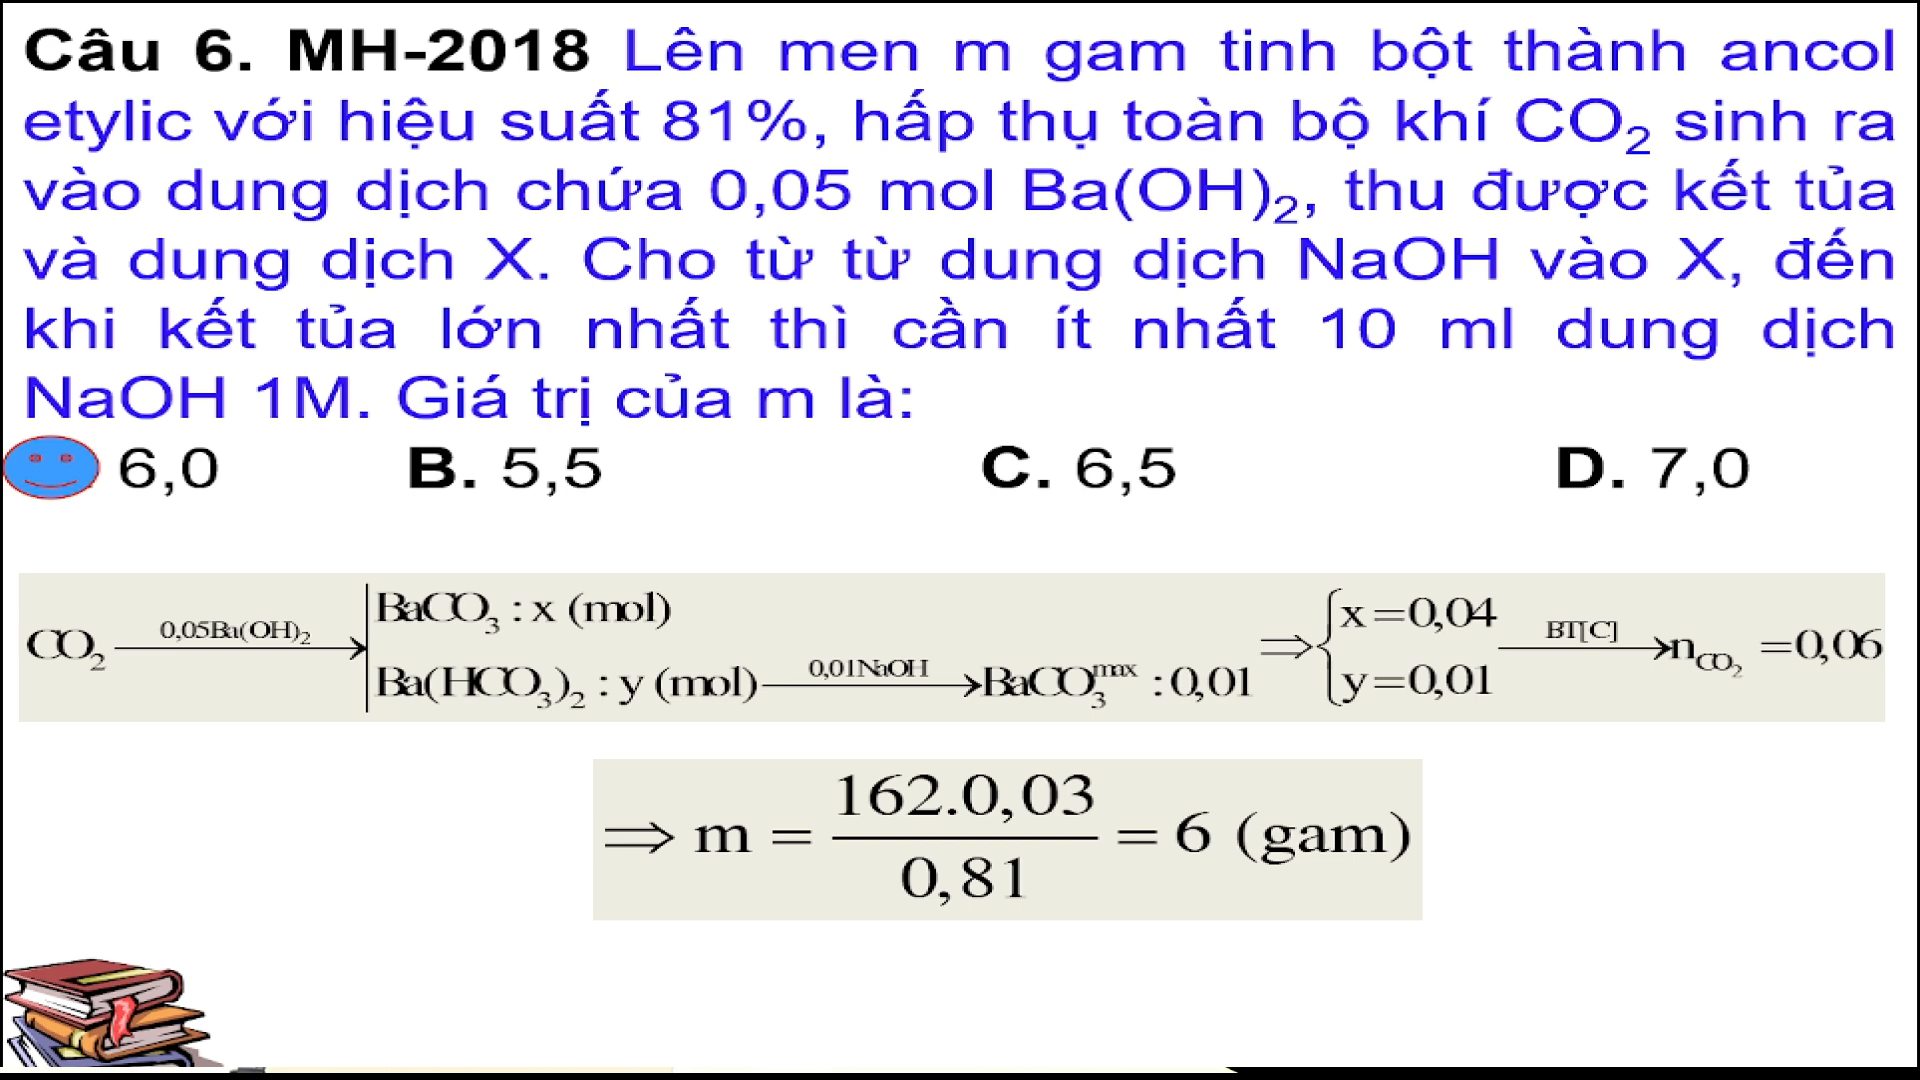 Câu 6. MH-2018 Lên men m gam tinh bột thành ancol
etylic với hiệu suất 81%, hấp thụ toàn bộ khí CO₂ sinh ra
vào dung dịch chứa 0,05 mol Ba(OH)₂, thu được kết tủa
và dung dịch X. Cho từ từ dung dịch NaOH vào X, đến
khi kết tủa lớn nhất thì cần ít nhất 10 ml dung dịch
NaOH 1M. Giá trị của m là:
6,0 B. 5,5 C. 6,5 D. 7,0
CO₂ —0,05Ba(OH)₂→ | BaCO₃ : x (mol)
Ba(HCO₃)₂ : y (mol) —0,01NaOH→ BaCO₃ᵐᵃˣ : 0,01 ⇒ { x = 0,04
y = 0,01 —BT[C]→ n_CO₂ = 0,06
⇒ m = 162.0,03 / 0,81 = 6 (gam)